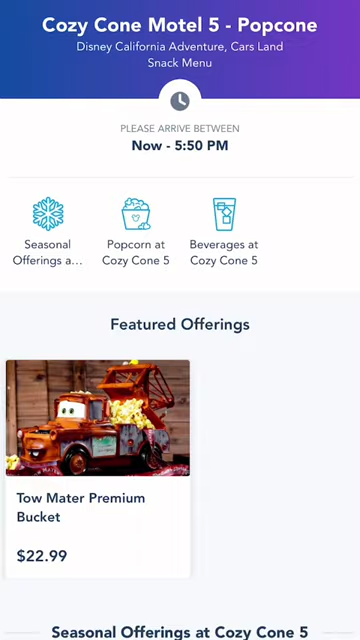 Cozy Cone Motel 5 - Popcone
Disney California Adventure, Cars Land
Snack Menu
PLEASE ARRIVE BETWEEN
Now - 5:50 PM
Seasonal
Offerings a...
Popcorn at
Cozy Cone 5
Beverages at
Cozy Cone 5
Featured Offerings
Tow Mater Premium
Bucket
$22.99
Seasonal Offerings at Cozy Cone 5